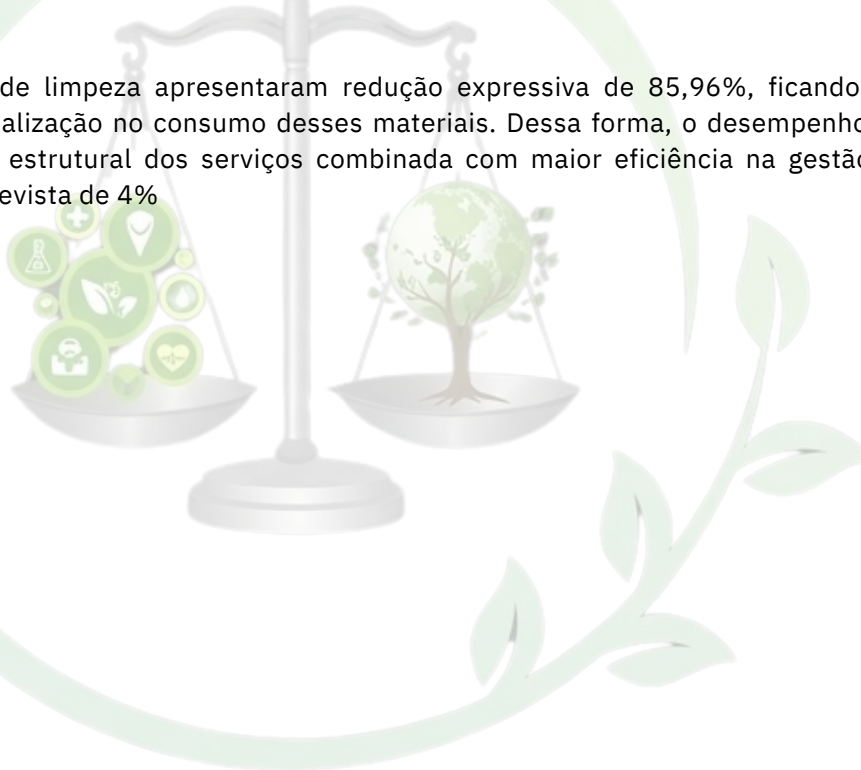 de limpeza apresentaram redução expressiva de 85,96%, ficando
alização no consumo desses materiais. Dessa forma, o desempenho
estrutural dos serviços combinada com maior eficiência na gestão
evista de 4%